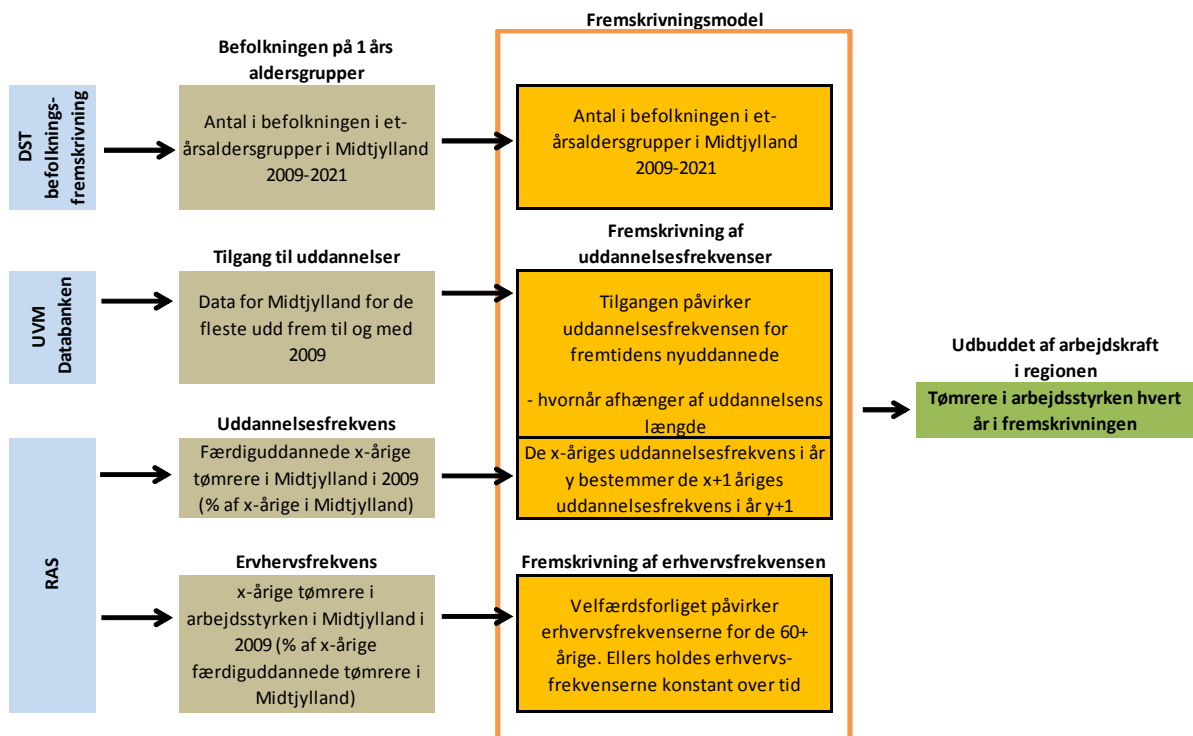 Fremskrivningsmodel
Befolkningen på 1 års
aldersgrupper
DST
befolknings-
fremskrivning
Antal i befolkningen i et-
årsaldersgrupper i Midtjylland
2009-2021
Antal i befolkningen i et-
årsaldersgrupper i Midtjylland
2009-2021
Tilgang til uddannelser
Fremskrivning af
uddannelsesfrekvenser
UVM
Databanken
Data for Midtjylland for de
fleste udd frem til og med
2009
Tilgangen påvirker
uddannelsesfrekvensen for
fremtidens nyuddannede
- hvornår afhænger af uddannelsens
længde
Udbuddet af arbejdskraft
i regionen
Tømrere i arbejdsstyrken hvert
år i fremskrivningen
RAS
Uddannelsesfrekvens
Færdiguddannede x-årige
tømrere i Midtjylland i 2009
(% af x-årige i Midtjylland)
De x-åriges uddannelsesfrekvens i år
y bestemmer de x+1 åriges
uddannelsesfrekvens i år y+1
Ervhervsfrekvens
x-årige tømrere i
arbejdsstyrken i Midtjylland i
2009 (% af x-årige
færdiguddannede tømrere i
Midtjylland)
Fremskrivning af erhvervsfrekvensen
Velfærdsforliget påvirker
erhvervsfrekvenserne for de 60+
årige. Ellers holdes erhvervs-
frekvenserne konstant over tid